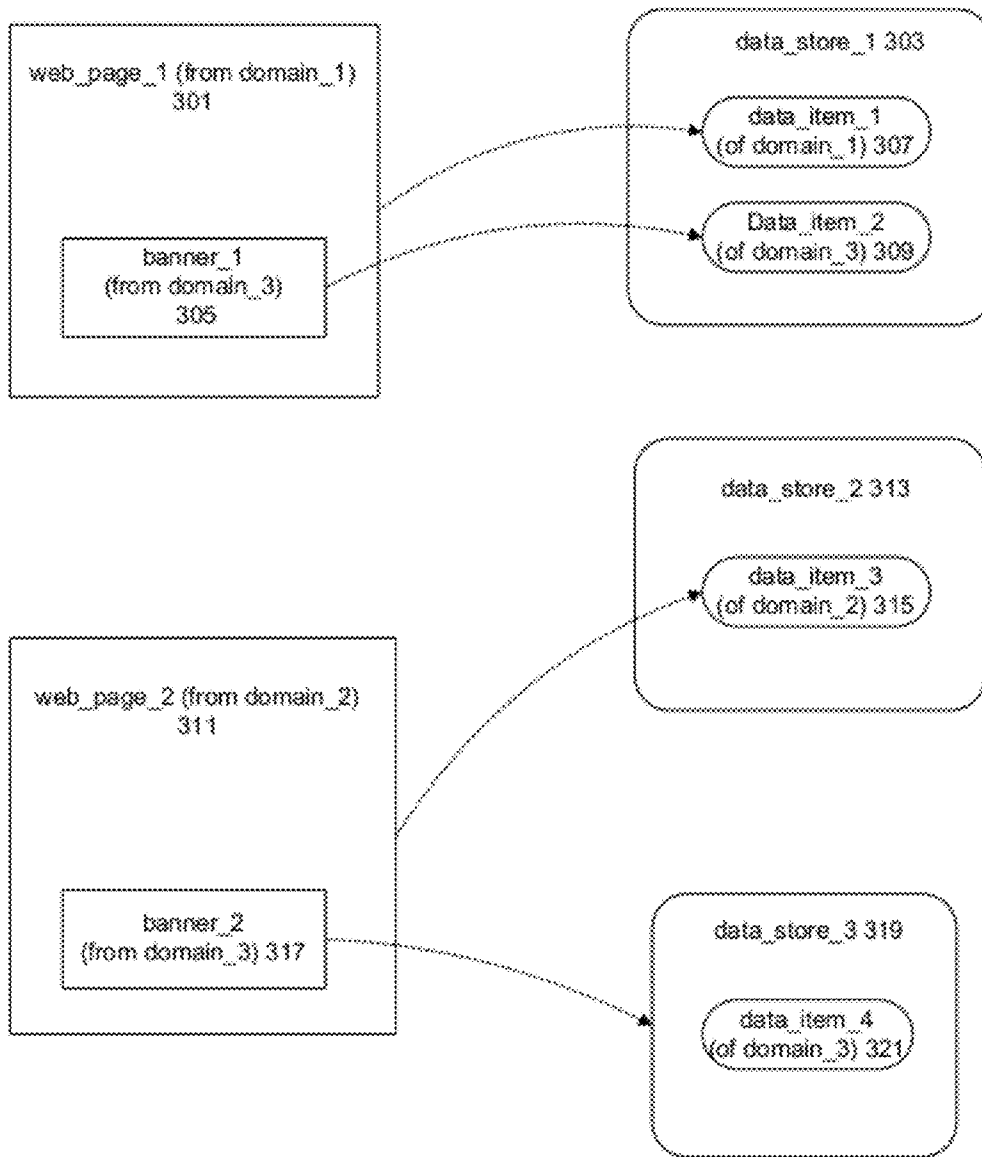 web_page_1 (from domain_1)
301
banner_1
(from domain_3)
305
data_store_1 303
data_item_1
(of domain_1) 307
Data_item_2
(of domain_3) 309
data_store_2 313
data_item_3
(of domain_2) 315
web_page_2 (from domain_2)
311
banner_2
(from domain_3) 317
data_store_3 319
data_item_4
(of domain_3) 321